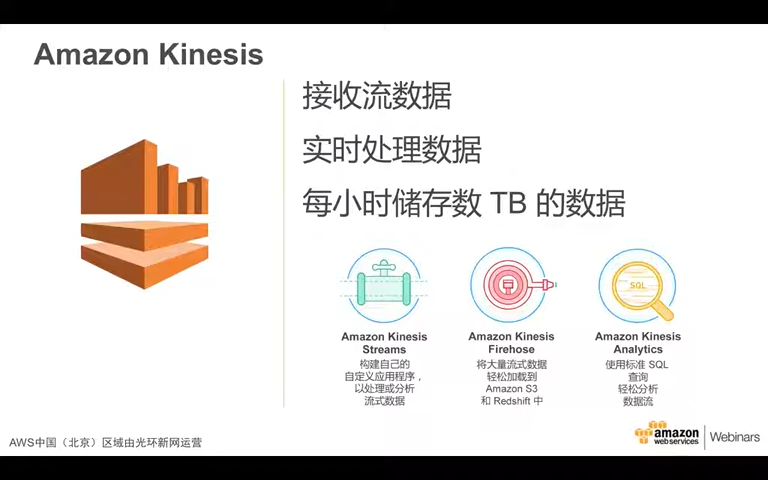 Amazon Kinesis
接收流数据
实时处理数据
每小时储存数 TB 的数据
SQL
Amazon Kinesis
Streams
构建自己的
自定义应用程序，
以处理或分析
流式数据
Amazon Kinesis
Firehose
将大量流式数据
轻松加载到
Amazon S3
和 Redshift 中
Amazon Kinesis
Analytics
使用标准 SQL
查询
轻松分析
数据流
AWS中国（北京）区域由光环新网运营
amazon
webservices
Webinars